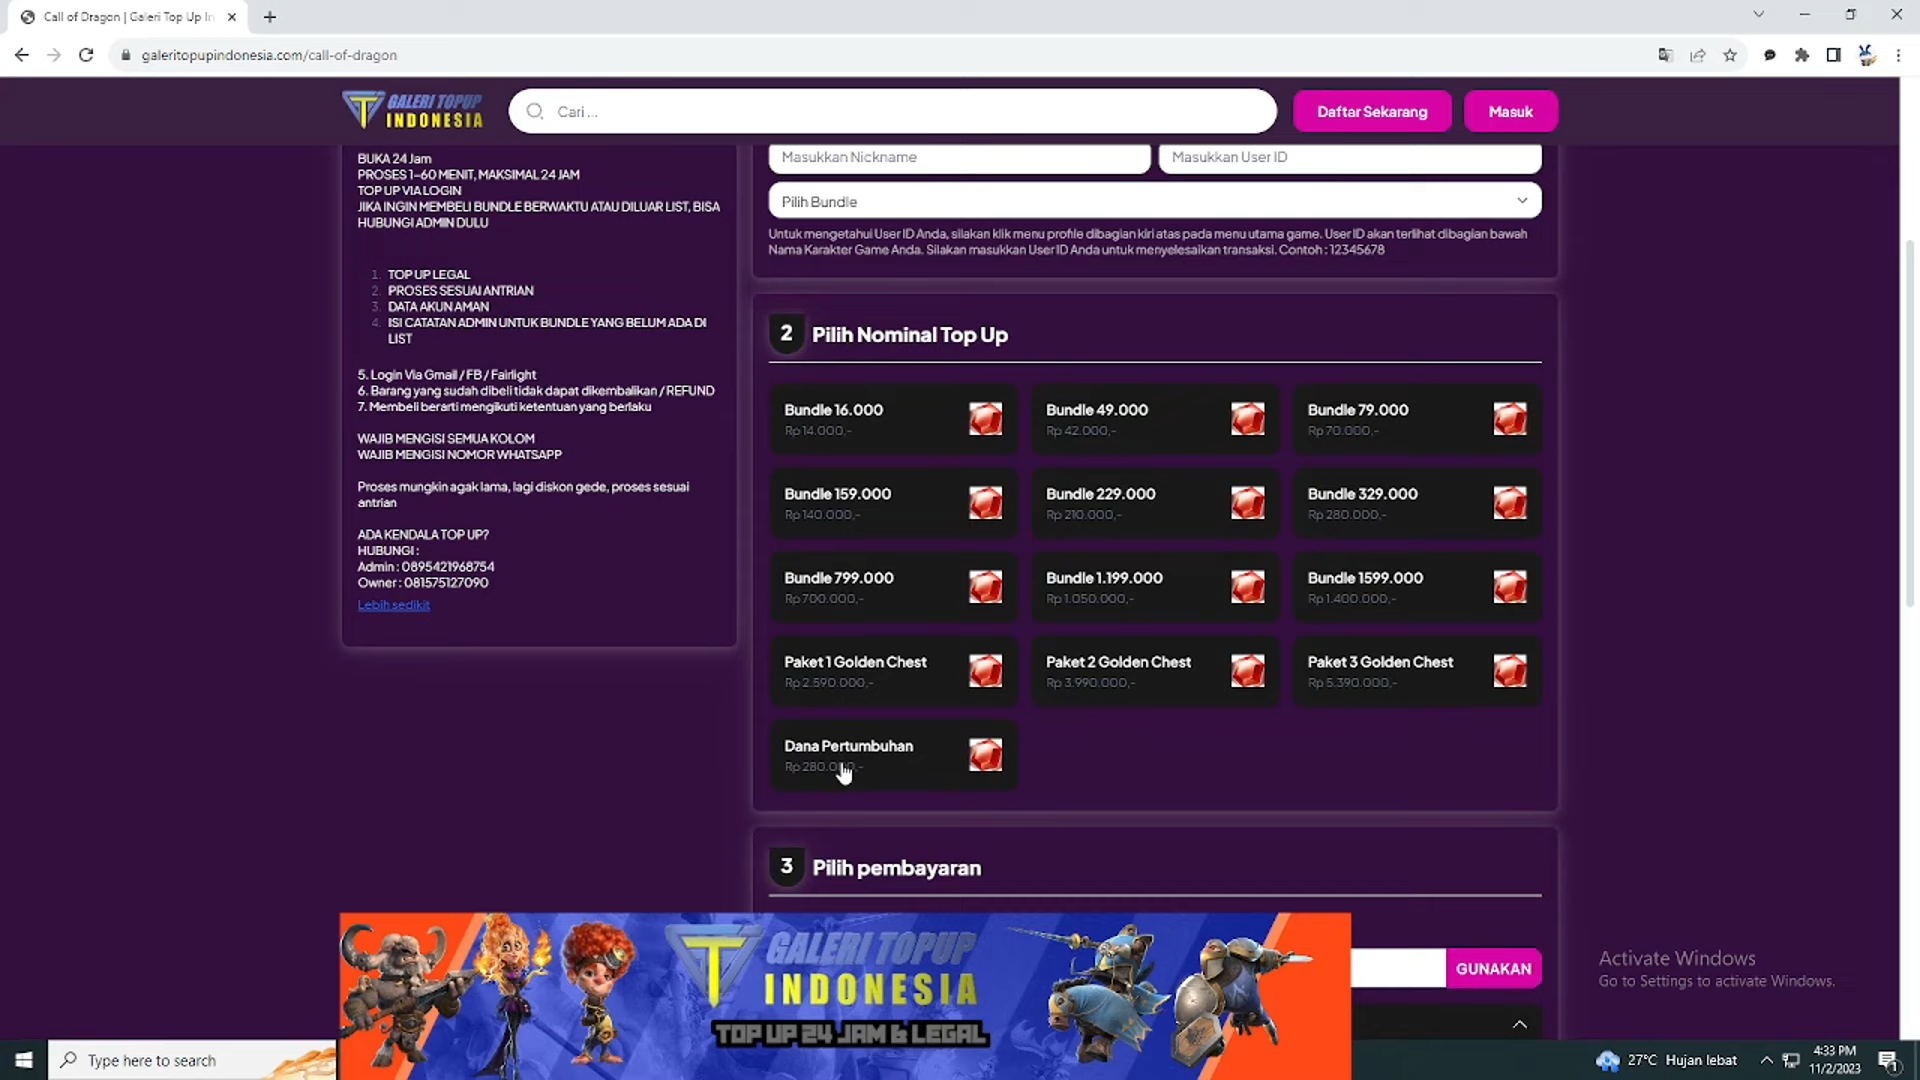 Call of Dragon | Galeri Top Up In
galeritopupindonesia.com/call-of-dragon
GALERI TOPUP
INDONESIA
Cari ...
Daftar Sekarang
Masuk
BUKA 24 Jam
PROSES 1-60 MENIT, MAKSIMAL 24 JAM
TOP UP VIA LOGIN
JIKA INGIN MEMBELI BUNDLE BERWAKTU ATAU DILUAR LIST, BISA
HUBUNGI ADMIN DULU
1. TOP UP LEGAL
2. PROSES SESUAI ANTRIAN
3. DATA AKUN AMAN
4. ISI CATATAN ADMIN UNTUK BUNDLE YANG BELUM ADA DI
LIST
5. Login Via Gmail / FB / Fairlight
6. Barang yang sudah dibeli tidak dapat dikembalikan / REFUND
7. Membeli berarti mengikuti ketentuan yang berlaku
WAJIB MENGISI SEMUA KOLOM
WAJIB MENGISI NOMOR WHATSAPP
Proses mungkin agak lama, lagi diskon gede, proses sesuai
antrian
ADA KENDALA TOP UP?
HUBUNGI :
Admin : 0895421968754
Owner : 081575127090
Lebih sedikit
Masukkan Nickname
Masukkan User ID
Pilih Bundle
Untuk mengetahui User ID Anda, silakan klik menu profile dibagian kiri atas pada menu utama game. User ID akan terlihat dibagian bawah
Nama Karakter Game Anda. Silakan masukkan User ID Anda untuk menyelesaikan transaksi. Contoh : 12345678
2 Pilih Nominal Top Up
Bundle 16.000
Rp 14.000,-
Bundle 49.000
Rp 42.000,-
Bundle 79.000
Rp 70.000,-
Bundle 159.000
Rp 140.000,-
Bundle 229.000
Rp 210.000,-
Bundle 329.000
Rp 280.000,-
Bundle 799.000
Rp 700.000,-
Bundle 1.199.000
Rp 1.050.000,-
Bundle 1599.000
Rp 1.400.000,-
Paket 1 Golden Chest
Rp 2.590.000,-
Paket 2 Golden Chest
Rp 3.990.000,-
Paket 3 Golden Chest
Rp 5.390.000,-
Dana Pertumbuhan
Rp 280.000,-
3 Pilih pembayaran
GUNAKAN
GALERI TOPUP
INDONESIA
TOP UP 24 JAM & LEGAL
Activate Windows
Go to Settings to activate Windows.
Type here to search
27°C Hujan lebat
4:33 PM
11/2/2023
1